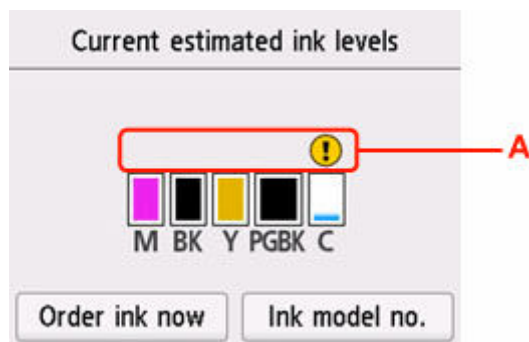 Current estimated ink levels
!
A
M BK Y PGBK C
Order ink now Ink model no.